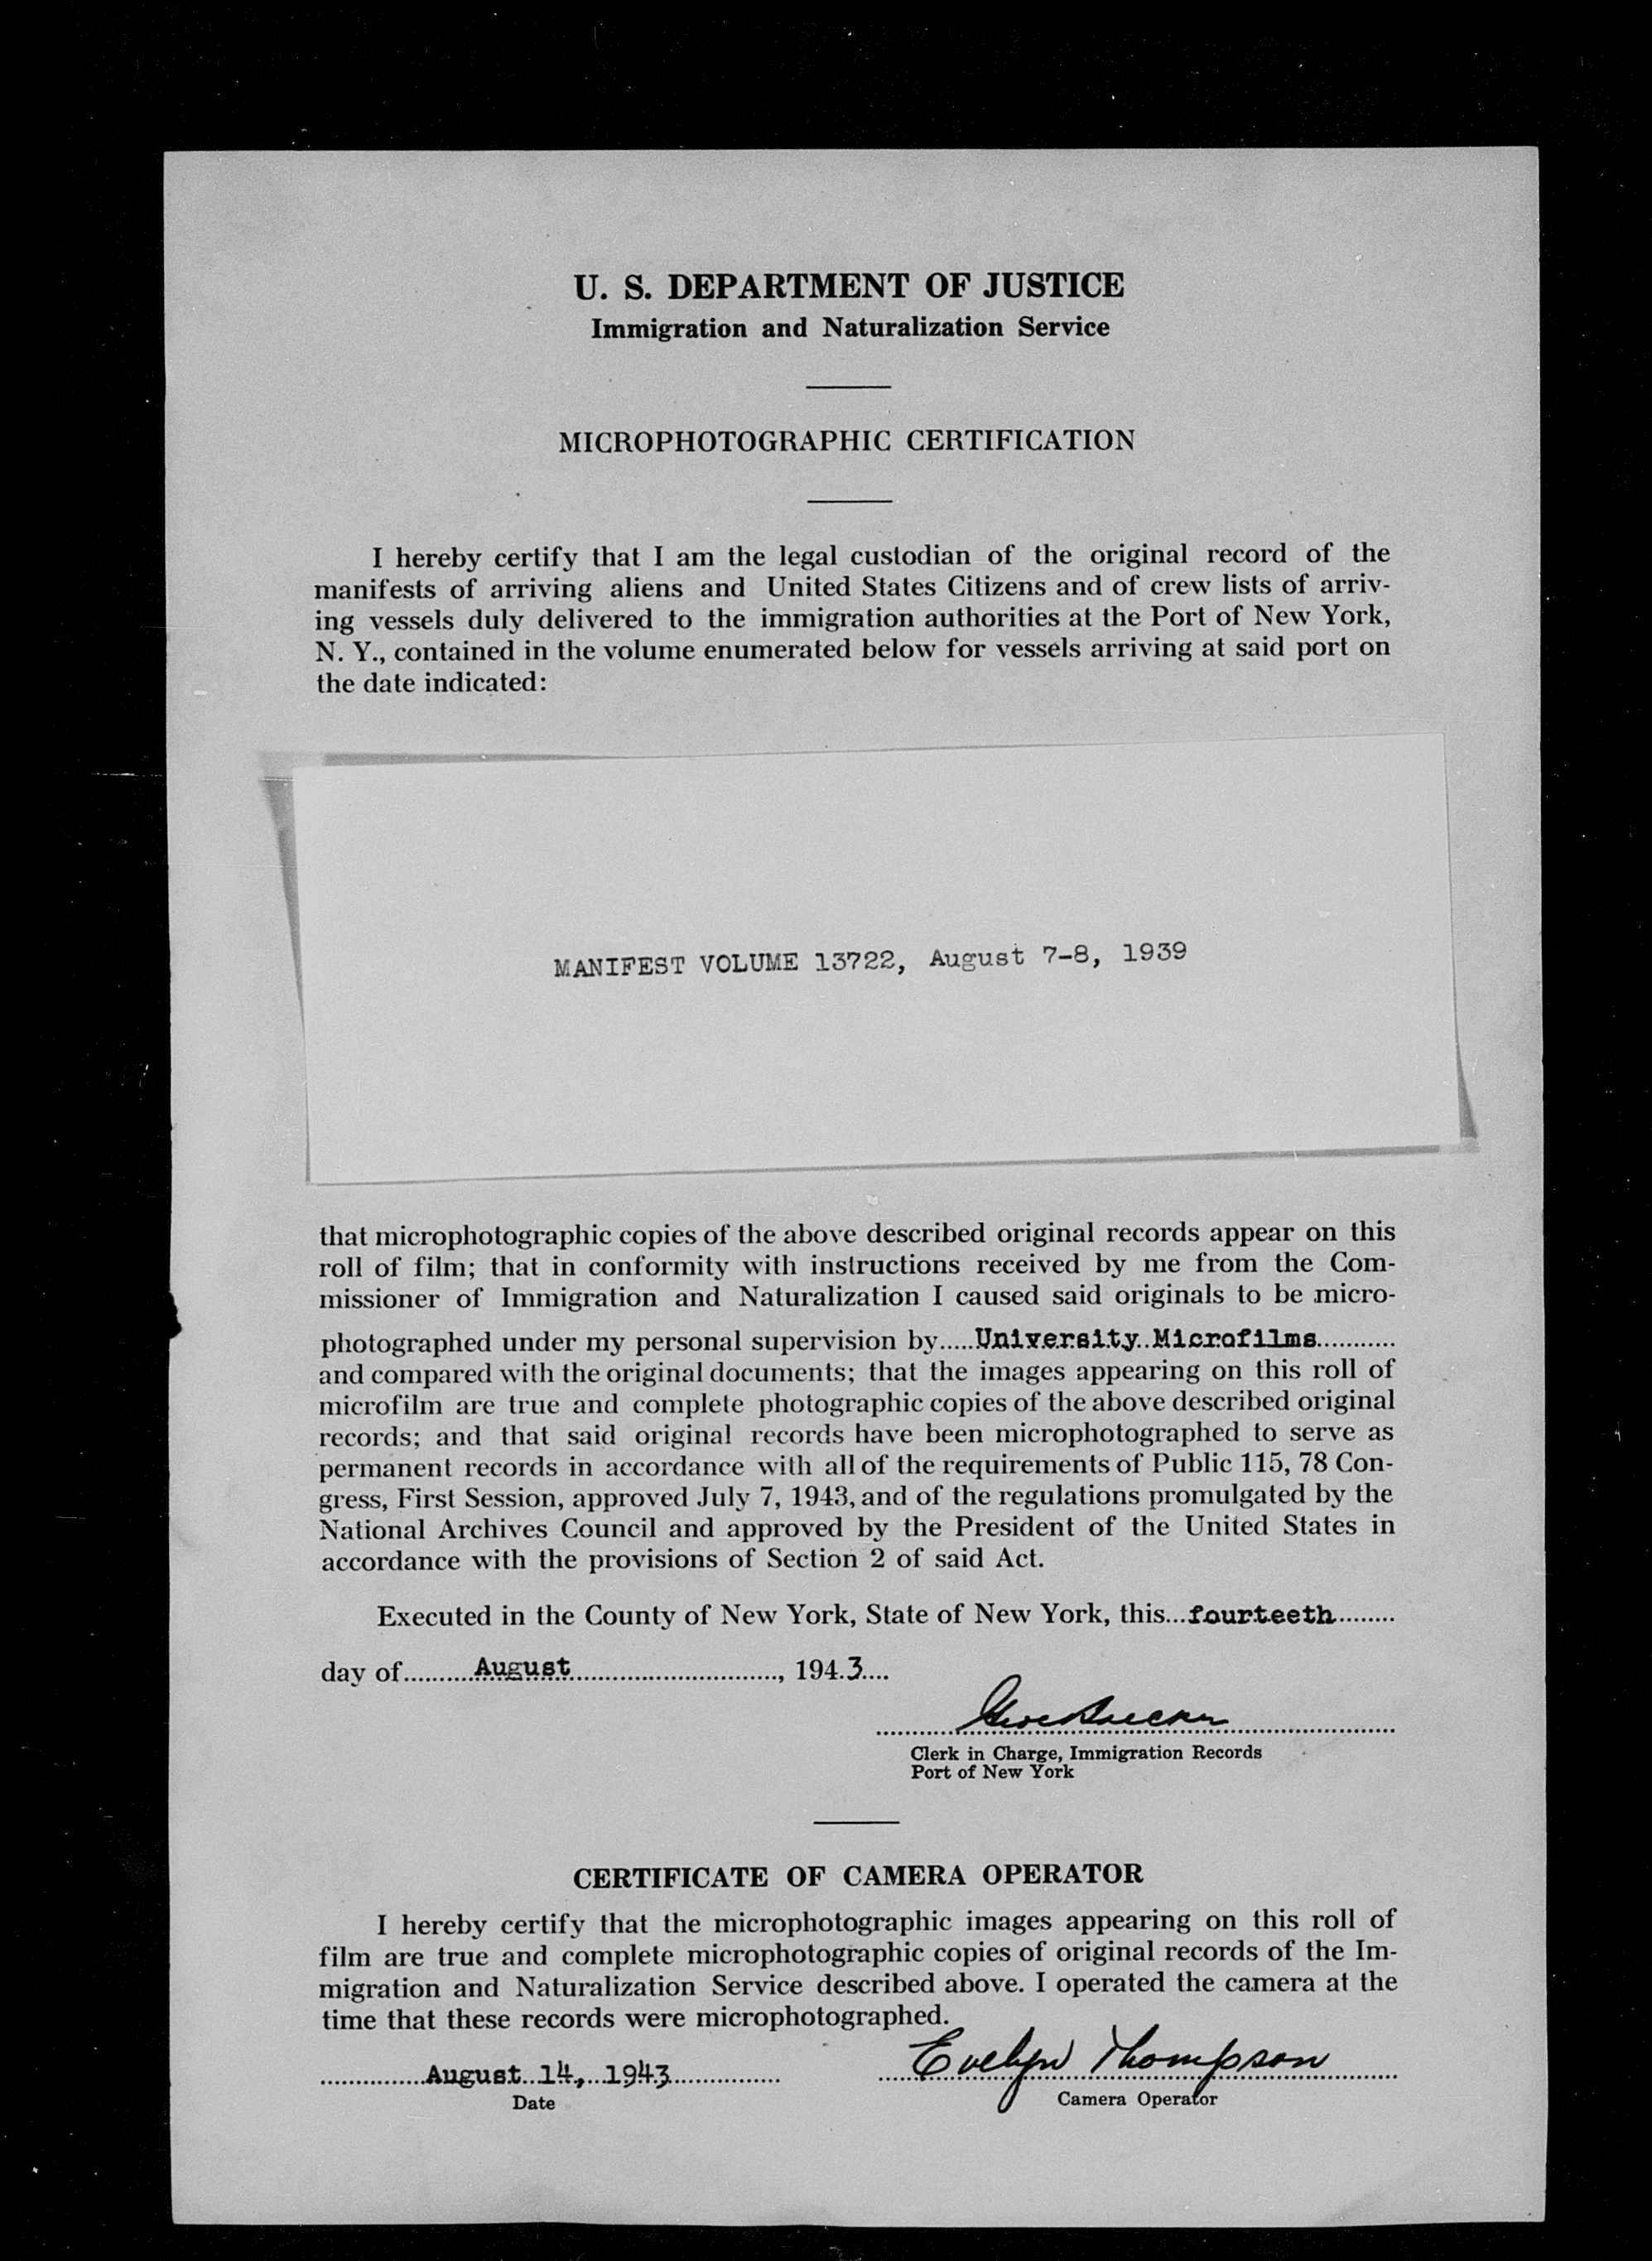 U. S. DEPARTMENT OF JUSTICE
Immigration and Naturalization Service
MICROPHOTOGRAPHIC CERTIFICATION
I hereby certify that I am the legal custodian of the original record of the
manifests of arriving aliens and United States Citizens and of crew lists of arriv-
ing vessels duly delivered to the immigration authorities at the Port of New York,
N. Y., contained in the volume enumerated below for vessels arriving at said port on
the date indicated:
MANIFEST VOLUME 13722, August 7-8, 1939
that microphotographic copies of the above described original records appear on this
roll of film; that in conformity with instructions received by me from the Com-
missioner of Immigration and Naturalization I caused said originals to be micro-
photographed under my personal supervision by.....University Microfilms...........
and compared with the original documents; that the images appearing on this roll of
microfilm are true and complete photographic copies of the above described original
records; and that said original records have been microphotographed to serve as
permanent records in accordance with all of the requirements of Public 115, 78 Con-
gress, First Session, approved July 7, 1943, and of the regulations promulgated by the
National Archives Council and approved by the President of the United States in
accordance with the provisions of Section 2 of said Act.
Executed in the County of New York, State of New York, this...fourteeth.........
day of..........August............................., 194.3....
Clerk in Charge, Immigration Records
Port of New York
CERTIFICATE OF CAMERA OPERATOR
I hereby certify that the microphotographic images appearing on this roll of
film are true and complete microphotographic copies of original records of the Im-
migration and Naturalization Service described above. I operated the camera at the
time that these records were microphotographed.
Evelyn Thompson
...............August 14, 1943................
Date
Camera Operator